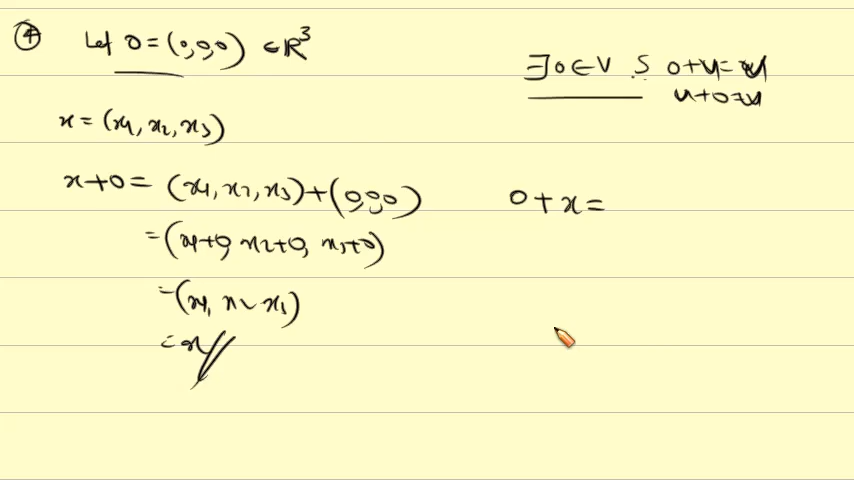 ④ Let 0 = (0,0,0) ∈ ℝ³
∃ 0 ∈ V S. 0+u = u
u+0=u
x = (x1, x2, x3)
x+0 = (x1, x2, x3) + (0,0,0)
= (x1+0, x2+0, x3+0)
= (x1, x2 x3)
= x //
0 + x =